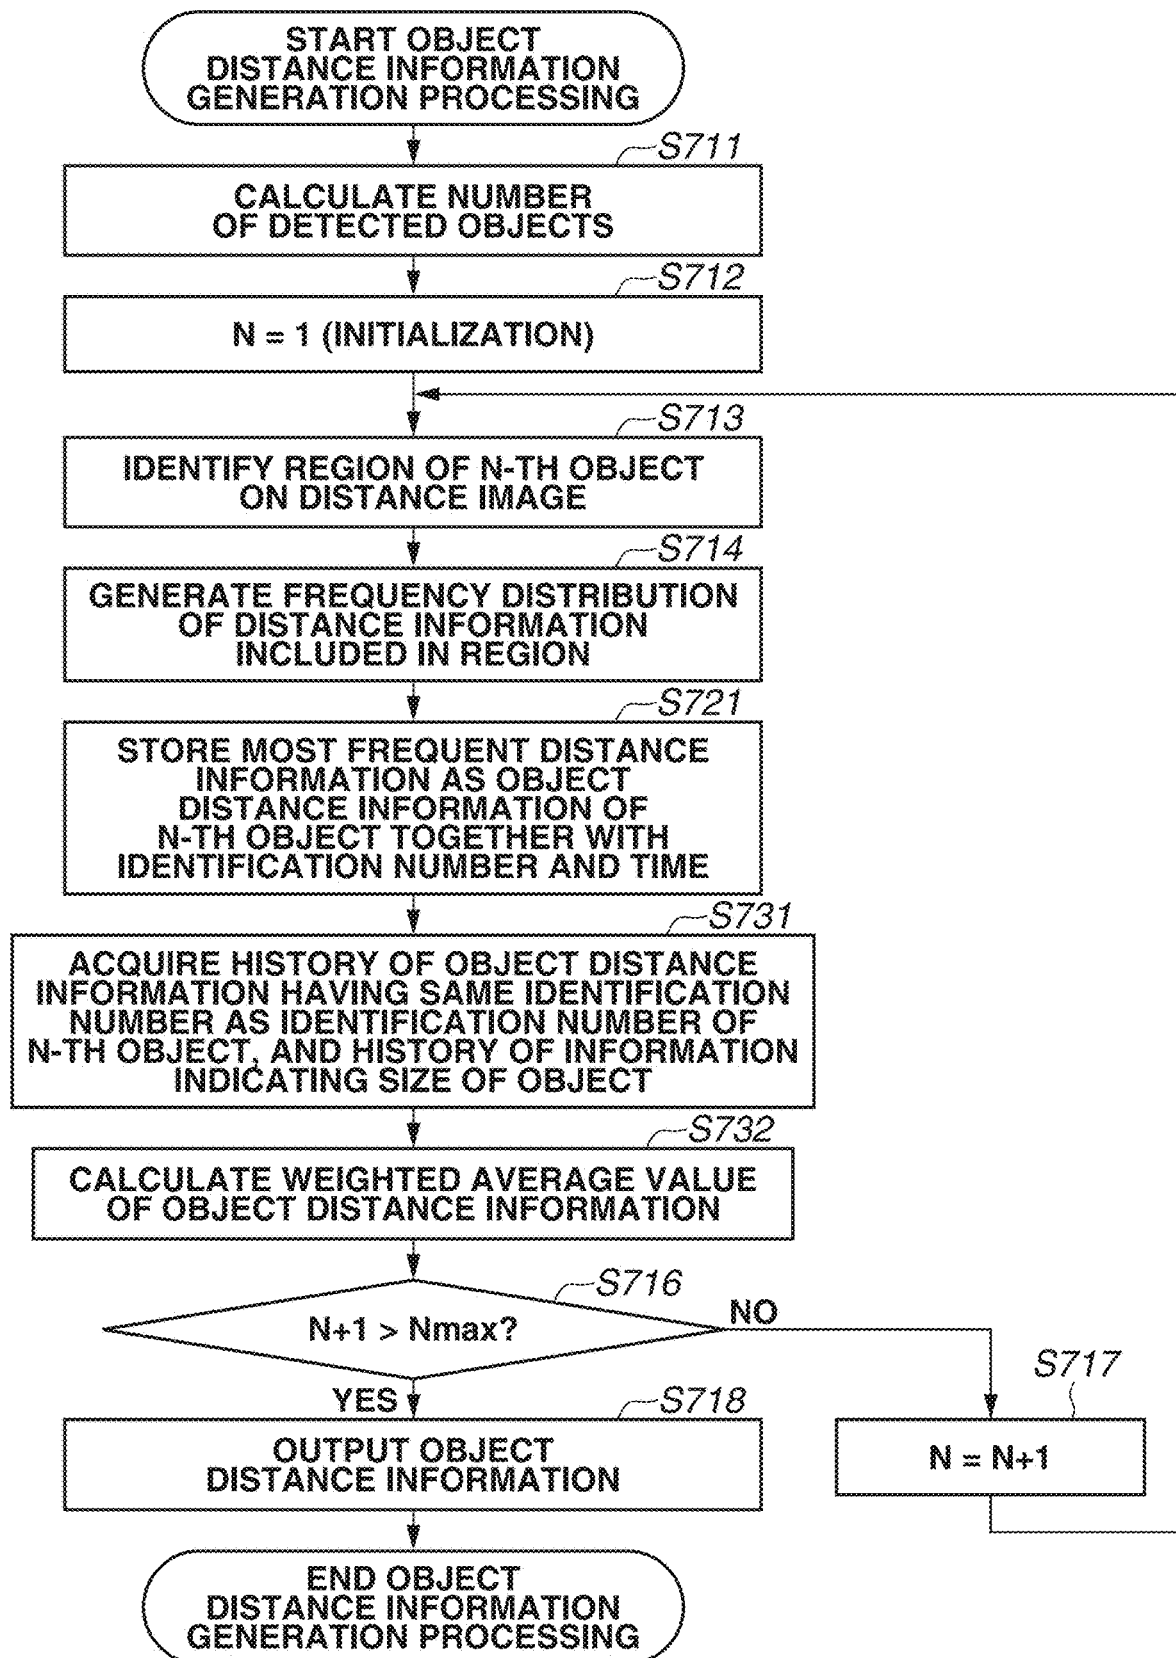 START OBJECT
DISTANCE INFORMATION
GENERATION PROCESSING
S711
CALCULATE NUMBER
OF DETECTED OBJECTS
S712
N = 1 (INITIALIZATION)
S713
IDENTIFY REGION OF N-TH OBJECT
ON DISTANCE IMAGE
S714
GENERATE FREQUENCY DISTRIBUTION
OF DISTANCE INFORMATION
INCLUDED IN REGION
S721
STORE MOST FREQUENT DISTANCE
INFORMATION AS OBJECT
DISTANCE INFORMATION OF
N-TH OBJECT TOGETHER WITH
IDENTIFICATION NUMBER AND TIME
S731
ACQUIRE HISTORY OF OBJECT DISTANCE
INFORMATION HAVING SAME IDENTIFICATION
NUMBER AS IDENTIFICATION NUMBER OF
N-TH OBJECT, AND HISTORY OF INFORMATION
INDICATING SIZE OF OBJECT
S732
CALCULATE WEIGHTED AVERAGE VALUE
OF OBJECT DISTANCE INFORMATION
S716
N+1 > Nmax?
NO
S717
N = N+1
YES
S718
OUTPUT OBJECT
DISTANCE INFORMATION
END OBJECT
DISTANCE INFORMATION
GENERATION PROCESSING